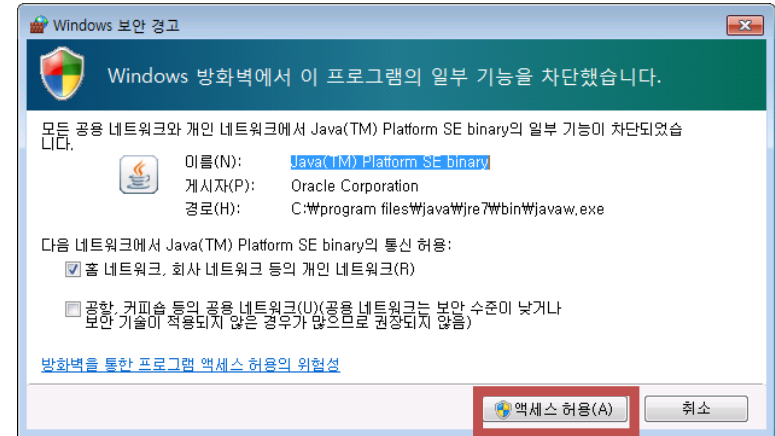 Windows 보안 경고
Windows 방화벽에서 이 프로그램의 일부 기능을 차단했습니다.
모든 공용 네트워크와 개인 네트워크에서 Java(TM) Platform SE binary의 일부 기능이 차단되었습
니다.
이름(N): Java(TM) Platform SE binary
게시자(P): Oracle Corporation
경로(H): C:₩program files₩java₩jre7₩bin₩javaw.exe
다음 네트워크에서 Java(TM) Platform SE binary의 통신 허용:
홈 네트워크, 회사 네트워크 등의 개인 네트워크(R)
공항, 커피숍 등의 공용 네트워크(U)(공용 네트워크는 보안 수준이 낮거나
보안 기술이 적용되지 않은 경우가 많으므로 권장되지 않음)
방화벽을 통한 프로그램 액세스 허용의 위험성
액세스 허용(A) 취소